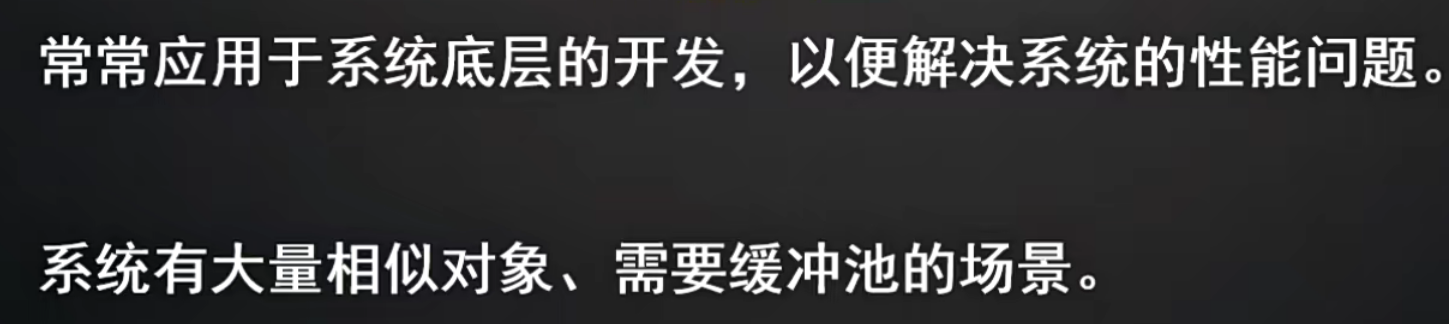 常常应用于系统底层的开发，以便解决系统的性能问题。
系统有大量相似对象、需要缓冲池的场景。